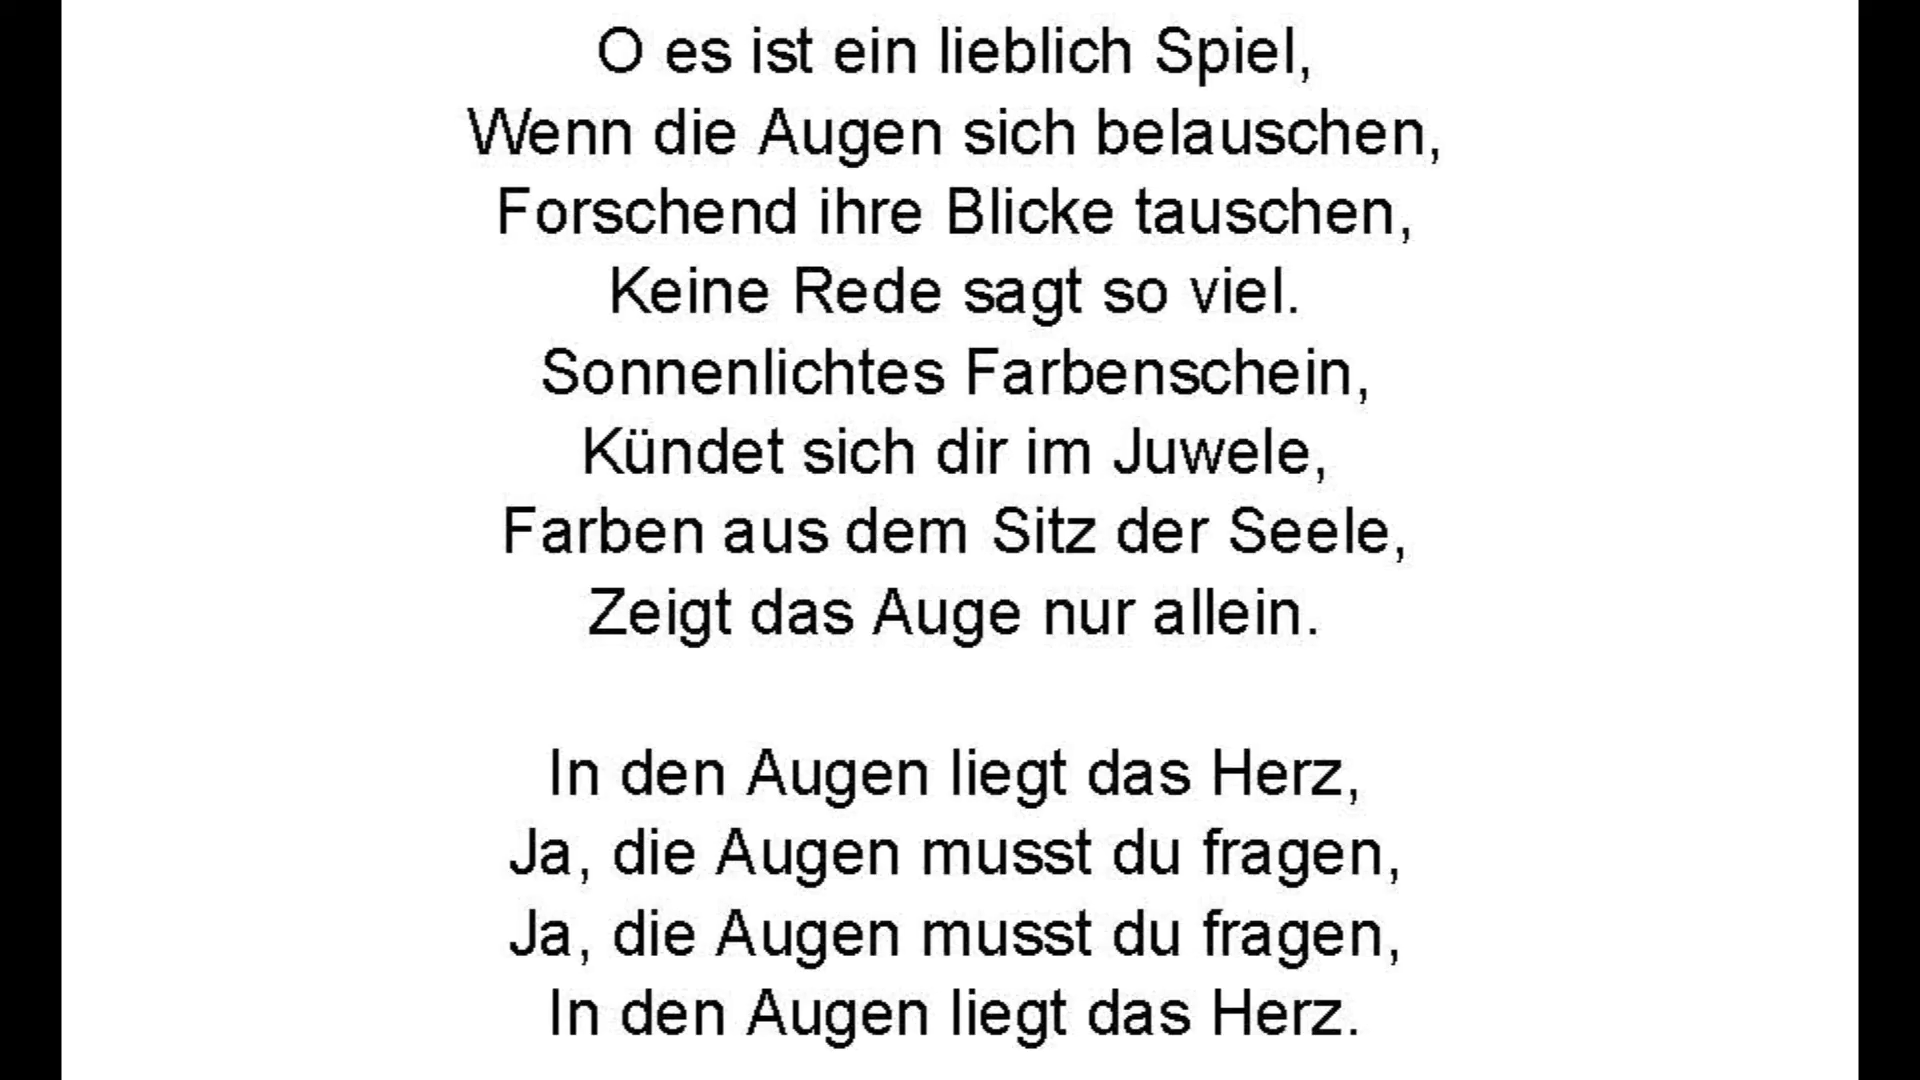 O es ist ein lieblich Spiel,
Wenn die Augen sich belauschen,
Forschend ihre Blicke tauschen,
Keine Rede sagt so viel.
Sonnenlichtes Farbenschein,
Kündet sich dir im Juwele,
Farben aus dem Sitz der Seele,
Zeigt das Auge nur allein.

In den Augen liegt das Herz,
Ja, die Augen musst du fragen,
Ja, die Augen musst du fragen,
In den Augen liegt das Herz.